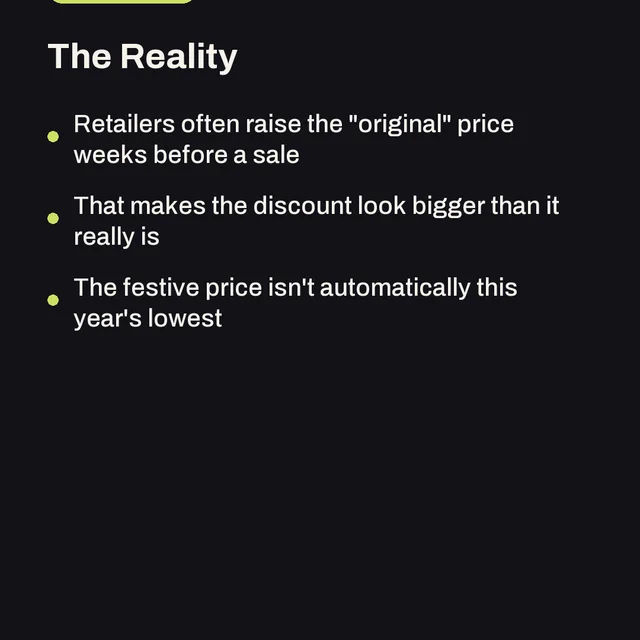 The Reality
Retailers often raise the "original" price
weeks before a sale
That makes the discount look bigger than it
really is
The festive price isn't automatically this
year's lowest